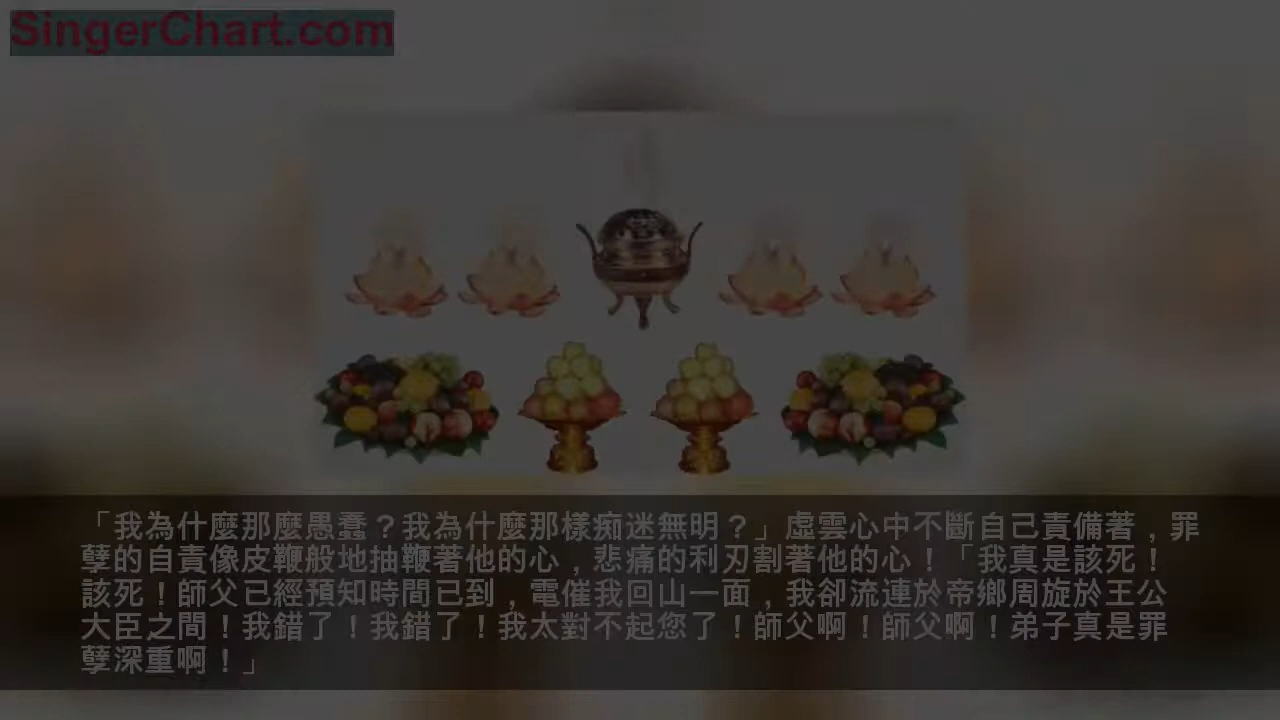 SingerChart.com
「我為什麼那麼愚蠢？我為什麼那樣痴迷無明？」虛雲心中不斷自己責備著，罪
孽的自責像皮鞭般地抽鞭著他的心，悲痛的利刃割著他的心！「我真是該死！
該死！師父已經預知時間已到，電催我回山一面，我卻流連於帝鄉周旋於王公
大臣之間！我錯了！我錯了！我太對不起您了！師父啊！師父啊！弟子真是罪
孽深重啊！」